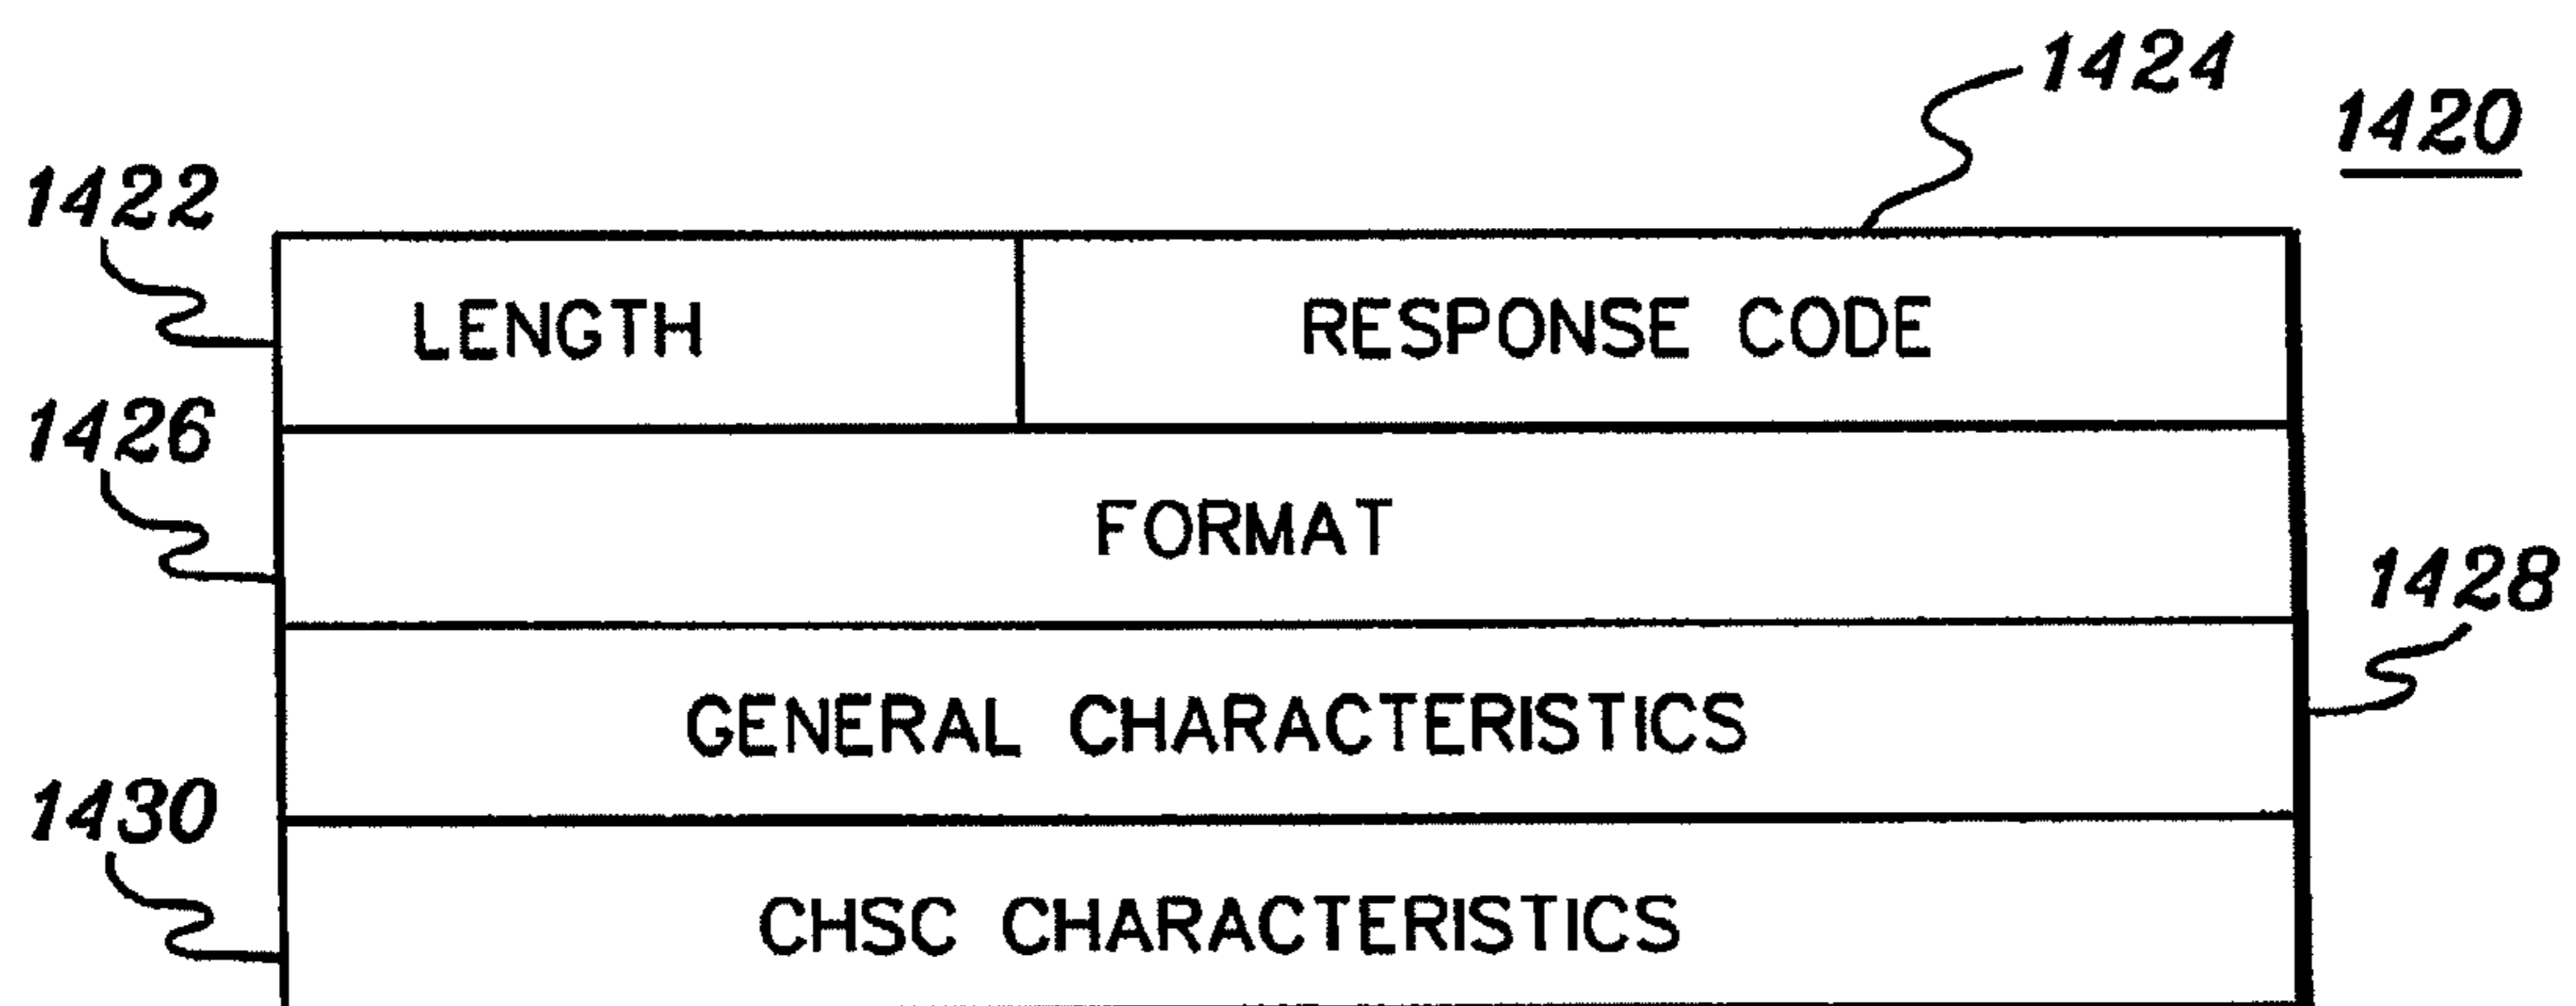 1424
1420
1422
LENGTH RESPONSE CODE
1426
FORMAT
1428
GENERAL CHARACTERISTICS
1430
CHSC CHARACTERISTICS